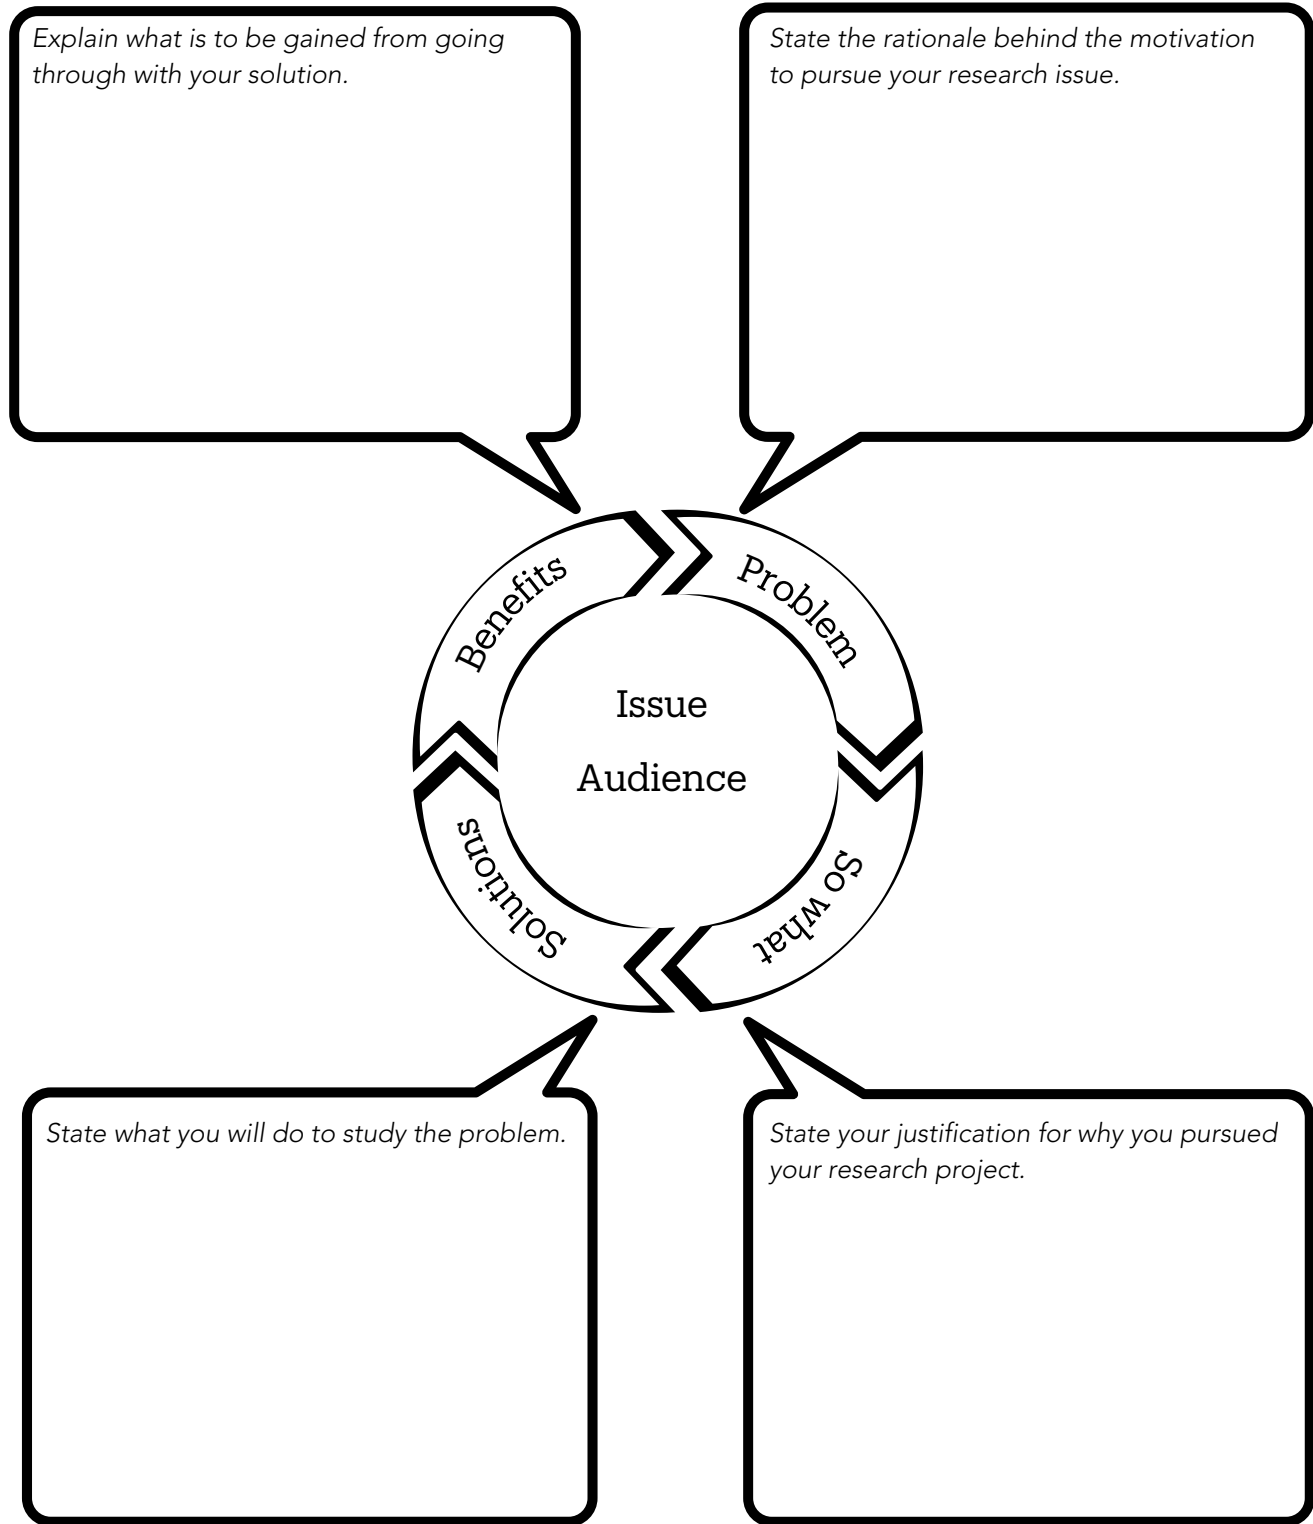 Explain what is to be gained from going
through with your solution.
State the rationale behind the motivation
to pursue your research issue.
Benefits
Problem
Issue
Audience
Solutions
So what
State what you will do to study the problem.
State your justification for why you pursued
your research project.